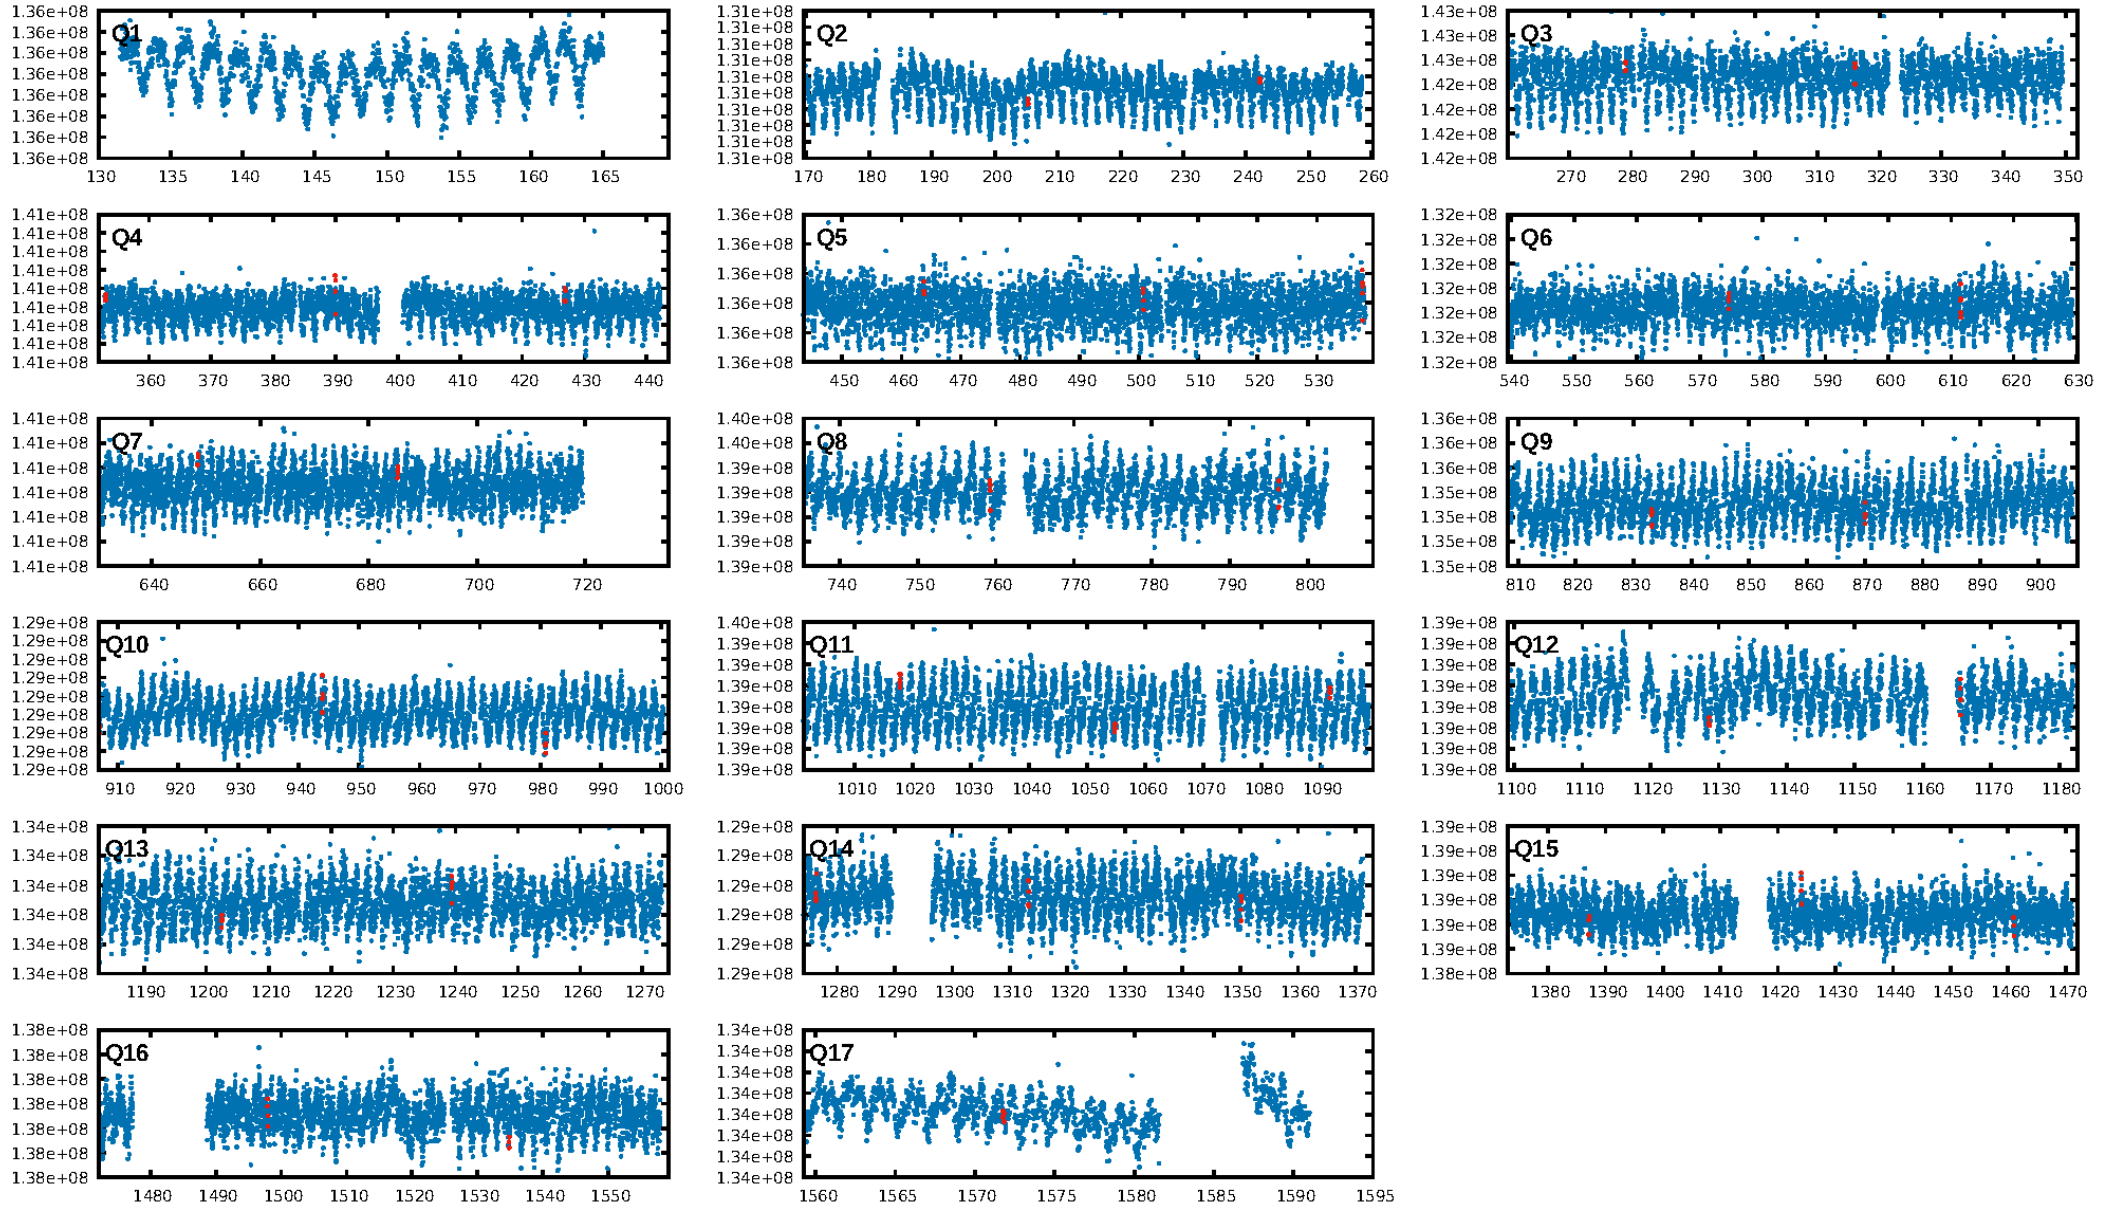 1.36e+08 1.36e+08 1.36e+08 1.36e+08 1.36e+08 1.36e+08 1.36e+08 1.36e+08
Q1
130 135 140 145 150 155 160 165
1.31e+08 1.31e+08 1.31e+08 1.31e+08 1.31e+08 1.31e+08 1.31e+08 1.31e+08 1.31e+08 1.31e+08
Q2
170 180 190 200 210 220 230 240 250 260
1.43e+08 1.43e+08 1.43e+08 1.42e+08 1.42e+08 1.42e+08 1.42e+08
Q3
270 280 290 300 310 320 330 340 350
1.41e+08 1.41e+08 1.41e+08 1.41e+08 1.41e+08 1.41e+08 1.41e+08 1.41e+08 1.41e+08
Q4
360 370 380 390 400 410 420 430 440
1.36e+08 1.36e+08 1.36e+08 1.36e+08 1.36e+08 1.36e+08
Q5
450 460 470 480 490 500 510 520 530
1.32e+08 1.32e+08 1.32e+08 1.32e+08 1.32e+08 1.32e+08 1.32e+08
Q6
540 550 560 570 580 590 600 610 620 630
1.41e+08 1.41e+08 1.41e+08 1.41e+08 1.41e+08 1.41e+08 1.41e+08
Q7
640 660 680 700 720
1.40e+08 1.40e+08 1.39e+08 1.39e+08 1.39e+08 1.39e+08 1.39e+08
Q8
740 750 760 770 780 790 800
1.36e+08 1.36e+08 1.36e+08 1.35e+08 1.35e+08 1.35e+08 1.35e+08
Q9
810 820 830 840 850 860 870 880 890 900
1.29e+08 1.29e+08 1.29e+08 1.29e+08 1.29e+08 1.29e+08 1.29e+08 1.29e+08 1.29e+08
Q10
910 920 930 940 950 960 970 980 990 1000
1.40e+08 1.39e+08 1.39e+08 1.39e+08 1.39e+08 1.39e+08 1.39e+08 1.39e+08
Q11
1010 1020 1030 1040 1050 1060 1070 1080 1090
1.39e+08 1.39e+08 1.39e+08 1.39e+08 1.39e+08 1.39e+08 1.39e+08 1.39e+08
Q12
1100 1110 1120 1130 1140 1150 1160 1170 1180
1.34e+08 1.34e+08 1.34e+08 1.34e+08 1.34e+08 1.34e+08
Q13
1190 1200 1210 1220 1230 1240 1250 1260 1270
1.29e+08 1.29e+08 1.29e+08 1.29e+08 1.29e+08 1.29e+08
Q14
1280 1290 1300 1310 1320 1330 1340 1350 1360 1370
1.39e+08 1.39e+08 1.39e+08 1.39e+08 1.39e+08 1.39e+08 1.38e+08
Q15
1380 1390 1400 1410 1420 1430 1440 1450 1460 1470
1.38e+08 1.38e+08 1.38e+08 1.38e+08 1.38e+08 1.38e+08 1.38e+08
Q16
1480 1490 1500 1510 1520 1530 1540 1550
1.34e+08 1.34e+08 1.34e+08 1.34e+08 1.34e+08 1.34e+08 1.34e+08 1.34e+08
Q17
1560 1565 1570 1575 1580 1585 1590 1595